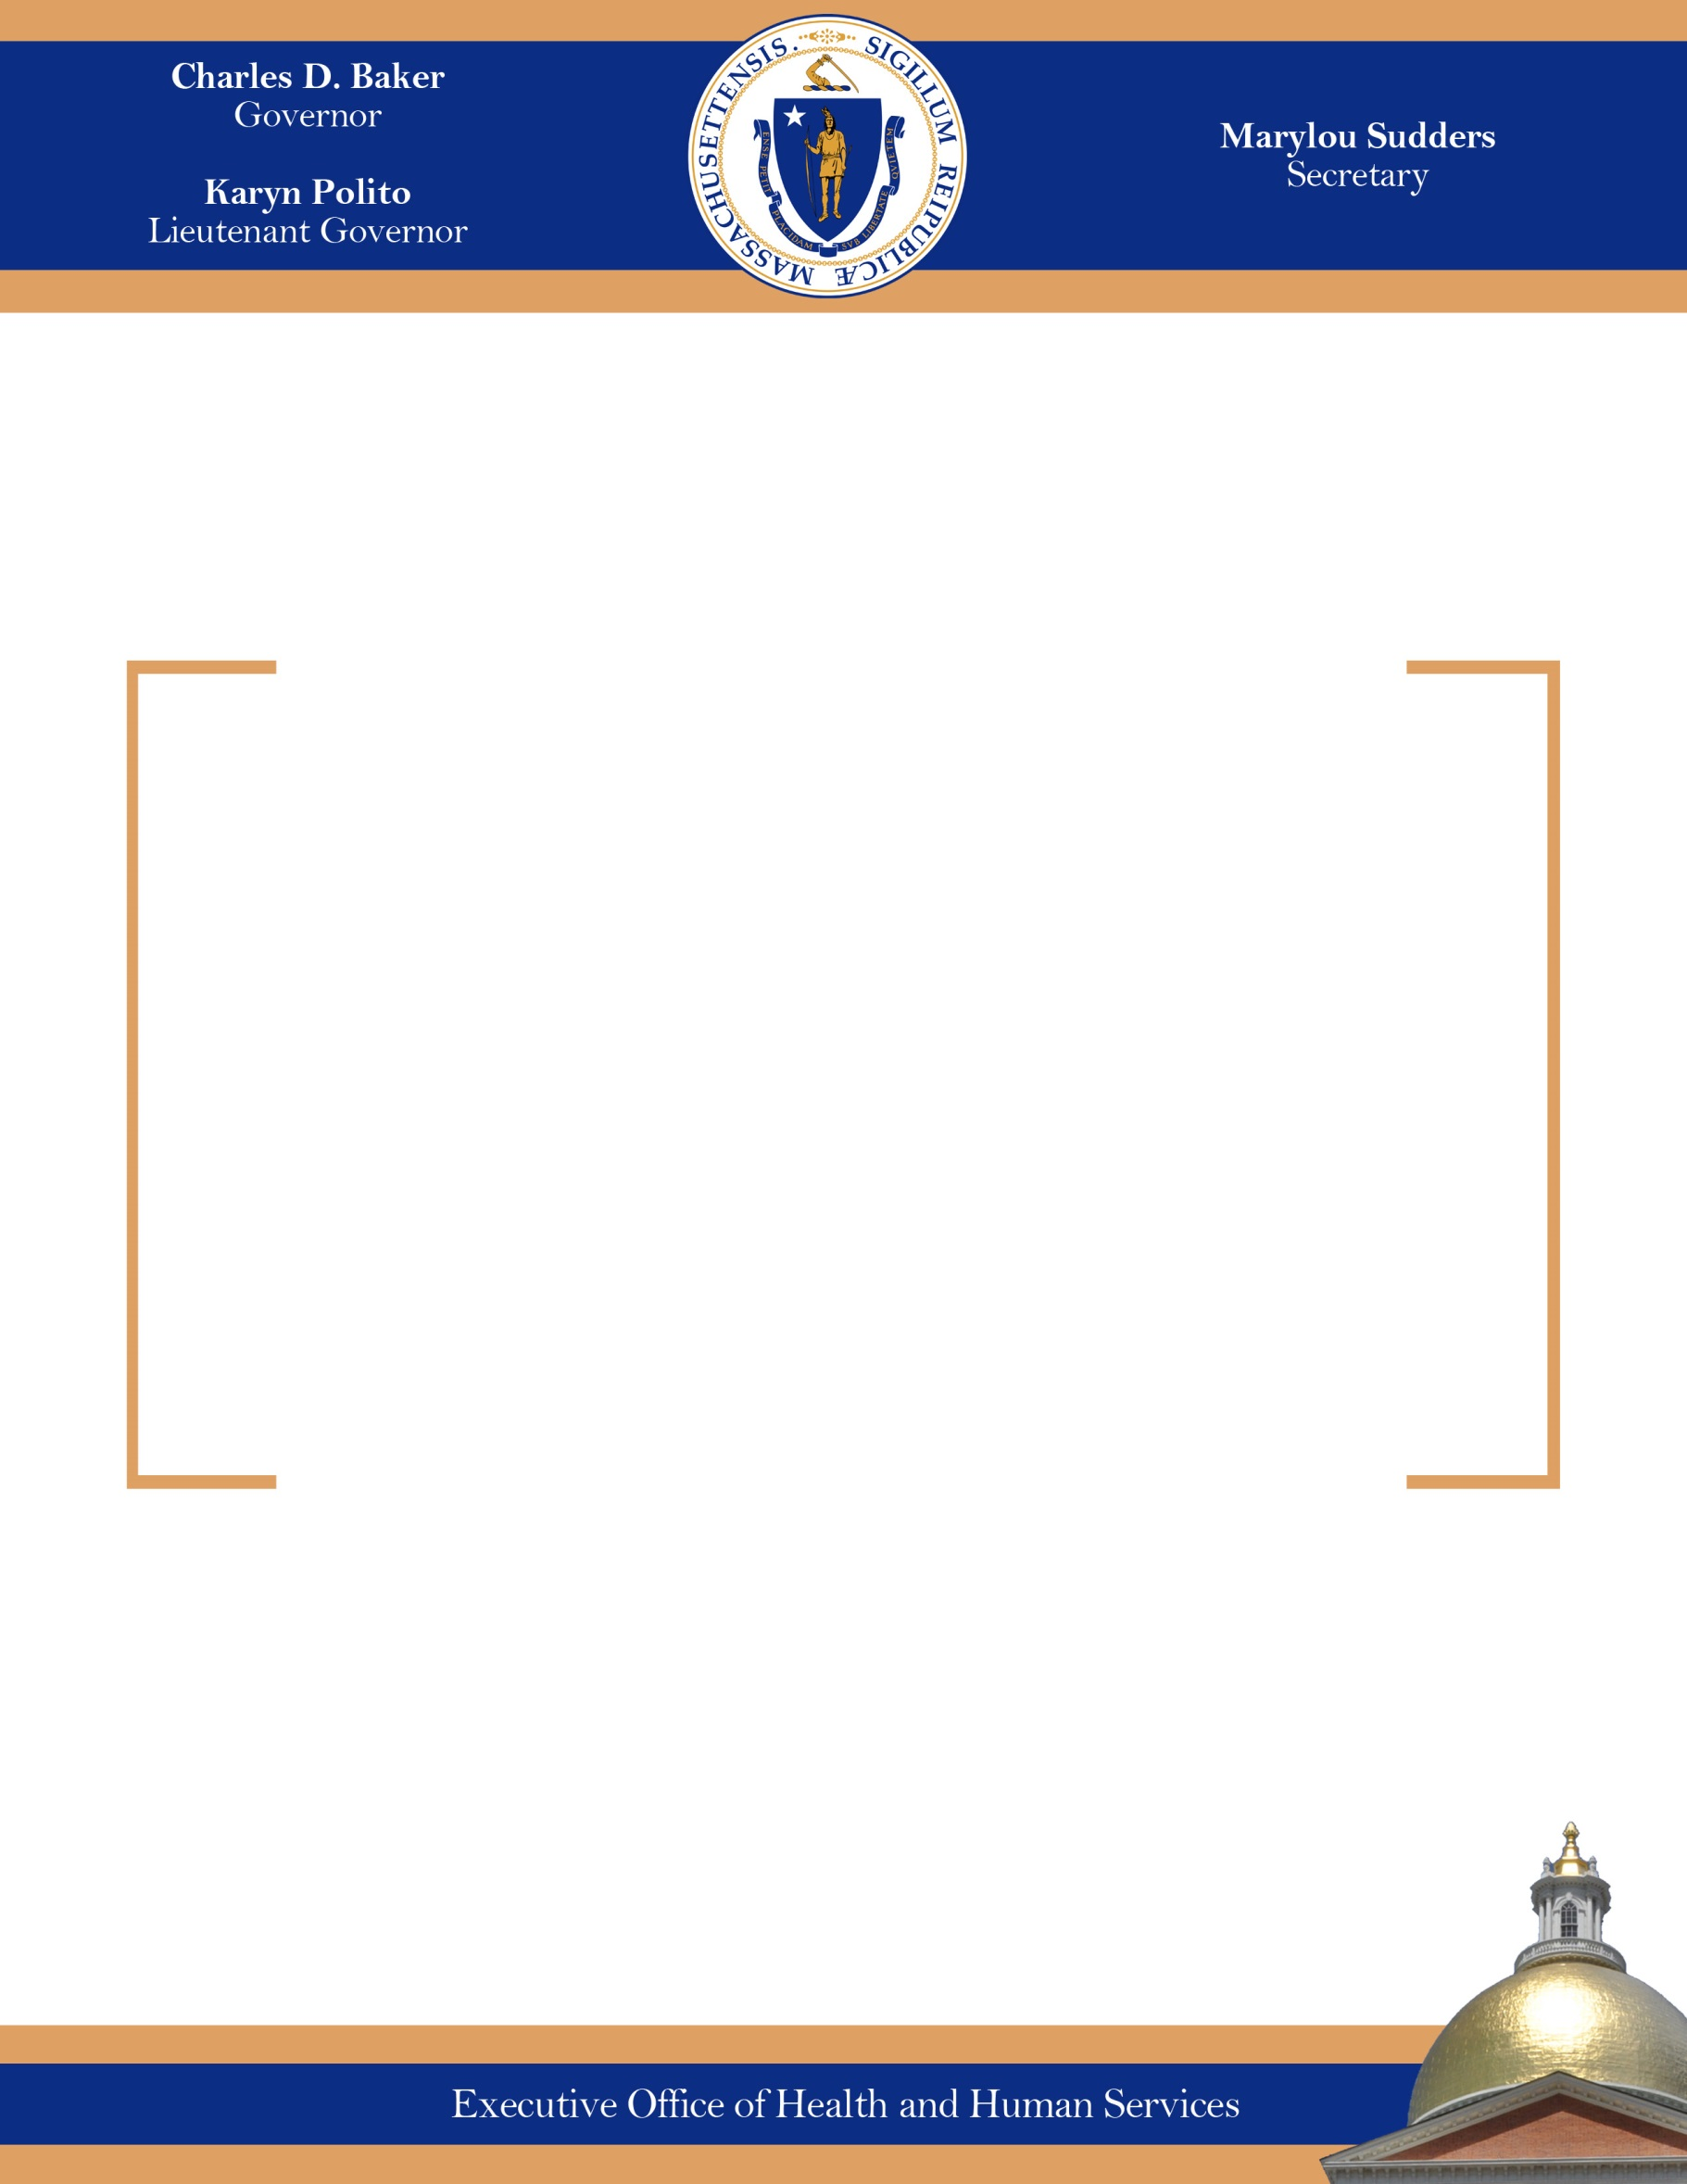 Charles D. Baker
Governor
Karyn Polito
Lieutenant Governor
SIGILLUM REIPUBLICÆ MASSACHUSETTENSIS.
ENSE PETIT PLACIDAM SVB LIBERTATE QVIETEM
Marylou Sudders
Secretary
Executive Office of Health and Human Services